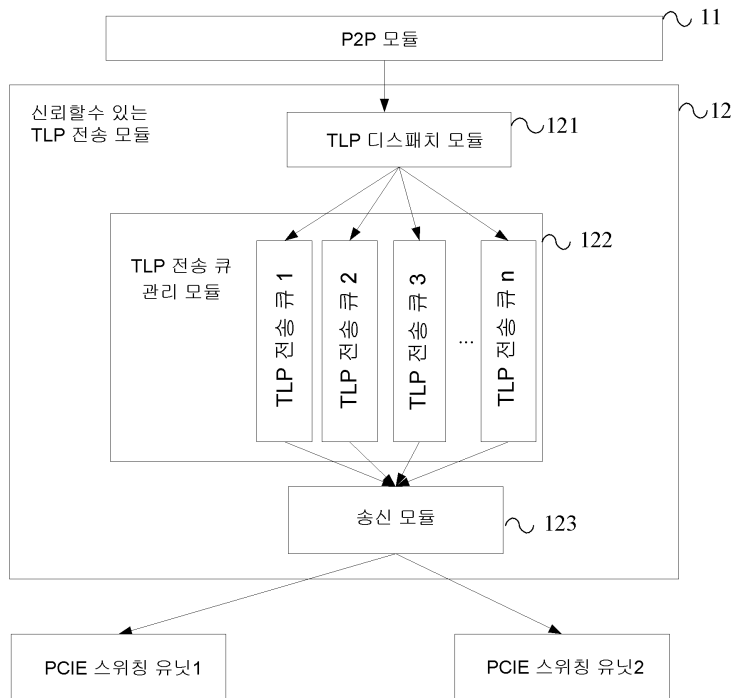 P2P 모듈
11
신뢰할수 있는
TLP 전송 모듈
12
TLP 디스패치 모듈
121
TLP 전송 큐
관리 모듈
122
TLP 전송 큐 1
TLP 전송 큐 2
TLP 전송 큐 3
...
TLP 전송 큐 n
송신 모듈
123
PCIE 스위칭 유닛1
PCIE 스위칭 유닛2